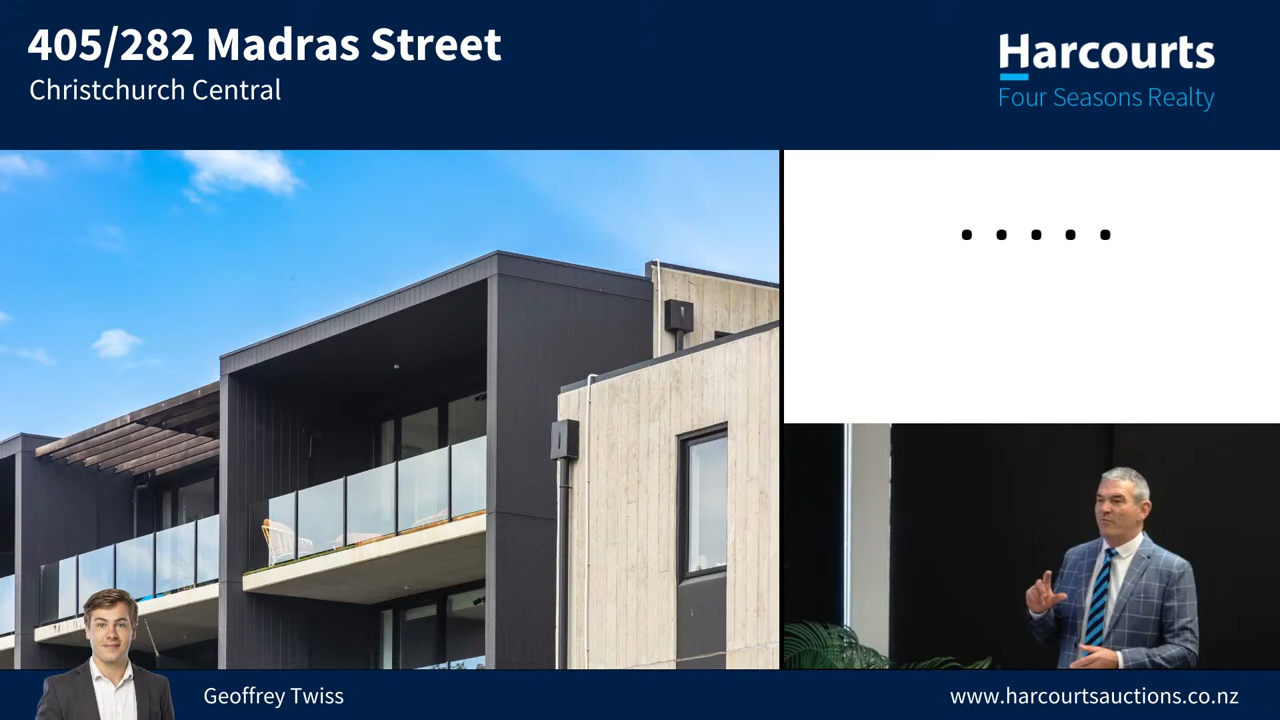 405/282 Madras Street
Christchurch Central
Harcourts
Four Seasons Realty
.....
Geoffrey Twiss
www.harcourtsauctions.co.nz